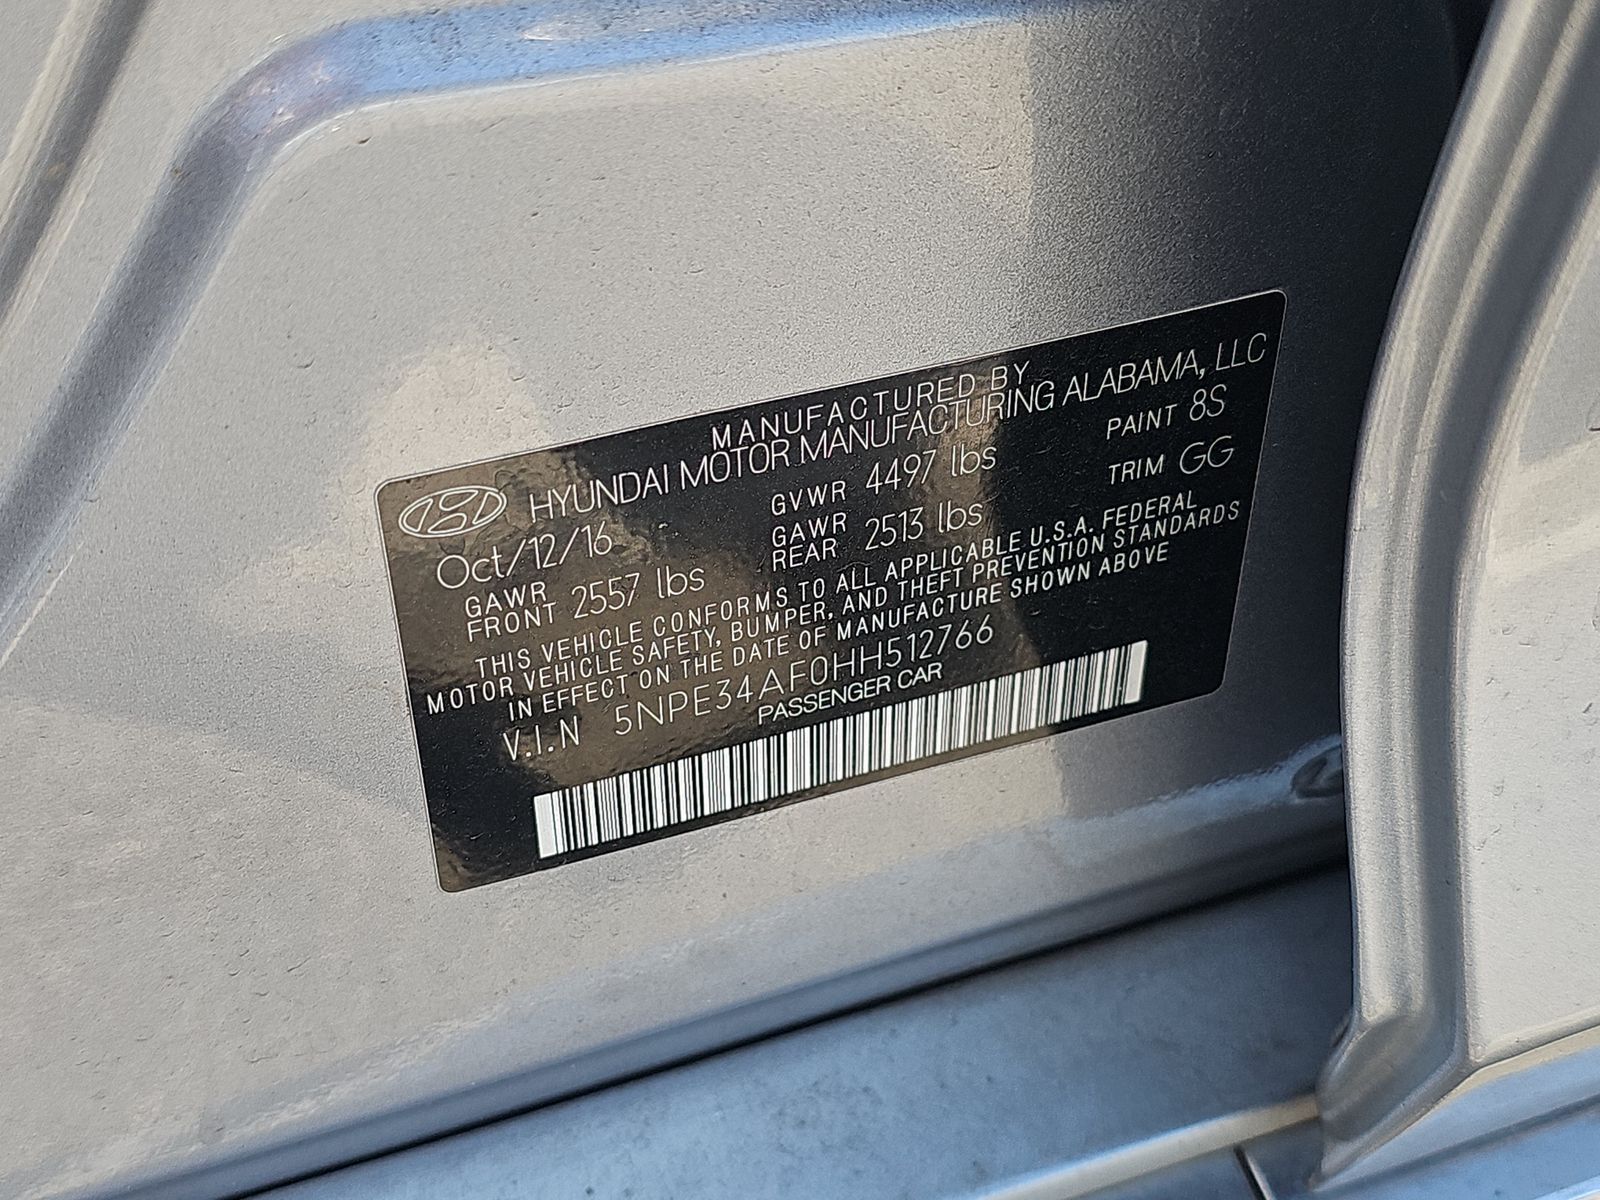 MANUFACTURED BY
HYUNDAI MOTOR MANUFACTURING ALABAMA, LLC
Oct/12/16 GVWR 4497 lbs PAINT 8S
GAWR FRONT 2557 lbs GAWR REAR 2513 lbs TRIM GG
THIS VEHICLE CONFORMS TO ALL APPLICABLE U.S.A. FEDERAL
MOTOR VEHICLE SAFETY, BUMPER, AND THEFT PREVENTION STANDARDS
IN EFFECT ON THE DATE OF MANUFACTURE SHOWN ABOVE
V.I.N 5NPE34AF0HH512766
PASSENGER CAR